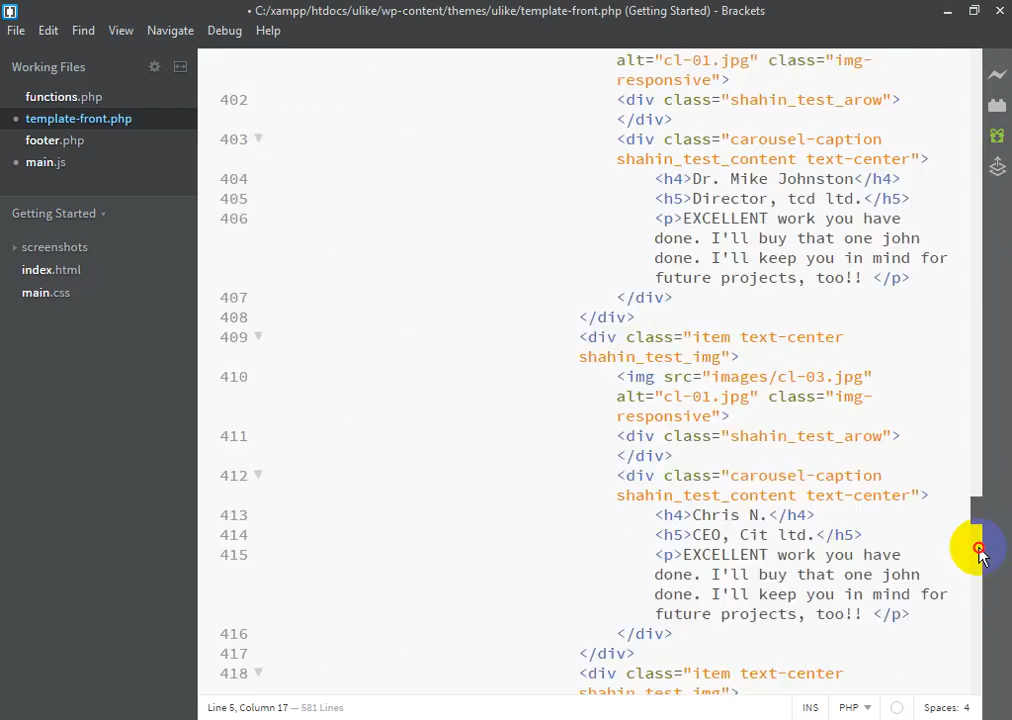 • C:/xampp/htdocs/ulike/wp-content/themes/ulike/template-front.php (Getting Started) - Brackets
File Edit Find View Navigate Debug Help
Working Files
functions.php
template-front.php
footer.php
main.js
Getting Started
screenshots
index.html
main.css
alt="cl-01.jpg" class="img-
responsive">
402 <div class="shahin_test_arow">
</div>
403 <div class="carousel-caption
shahin_test_content text-center">
404 <h4>Dr. Mike Johnston</h4>
405 <h5>Director, tcd ltd.</h5>
406 <p>EXCELLENT work you have
done. I'll buy that one john
done. I'll keep you in mind for
future projects, too!! </p>
407 </div>
408 </div>
409 <div class="item text-center
shahin_test_img">
410 <img src="images/cl-03.jpg"
alt="cl-01.jpg" class="img-
responsive">
411 <div class="shahin_test_arow">
</div>
412 <div class="carousel-caption
shahin_test_content text-center">
413 <h4>Chris N.</h4>
414 <h5>CEO, Cit ltd.</h5>
415 <p>EXCELLENT work you have
done. I'll buy that one john
done. I'll keep you in mind for
future projects, too!! </p>
416 </div>
417 </div>
418 <div class="item text-center
shahin_test_img">
Line 5, Column 17 — 581 Lines
INS PHP Spaces: 4